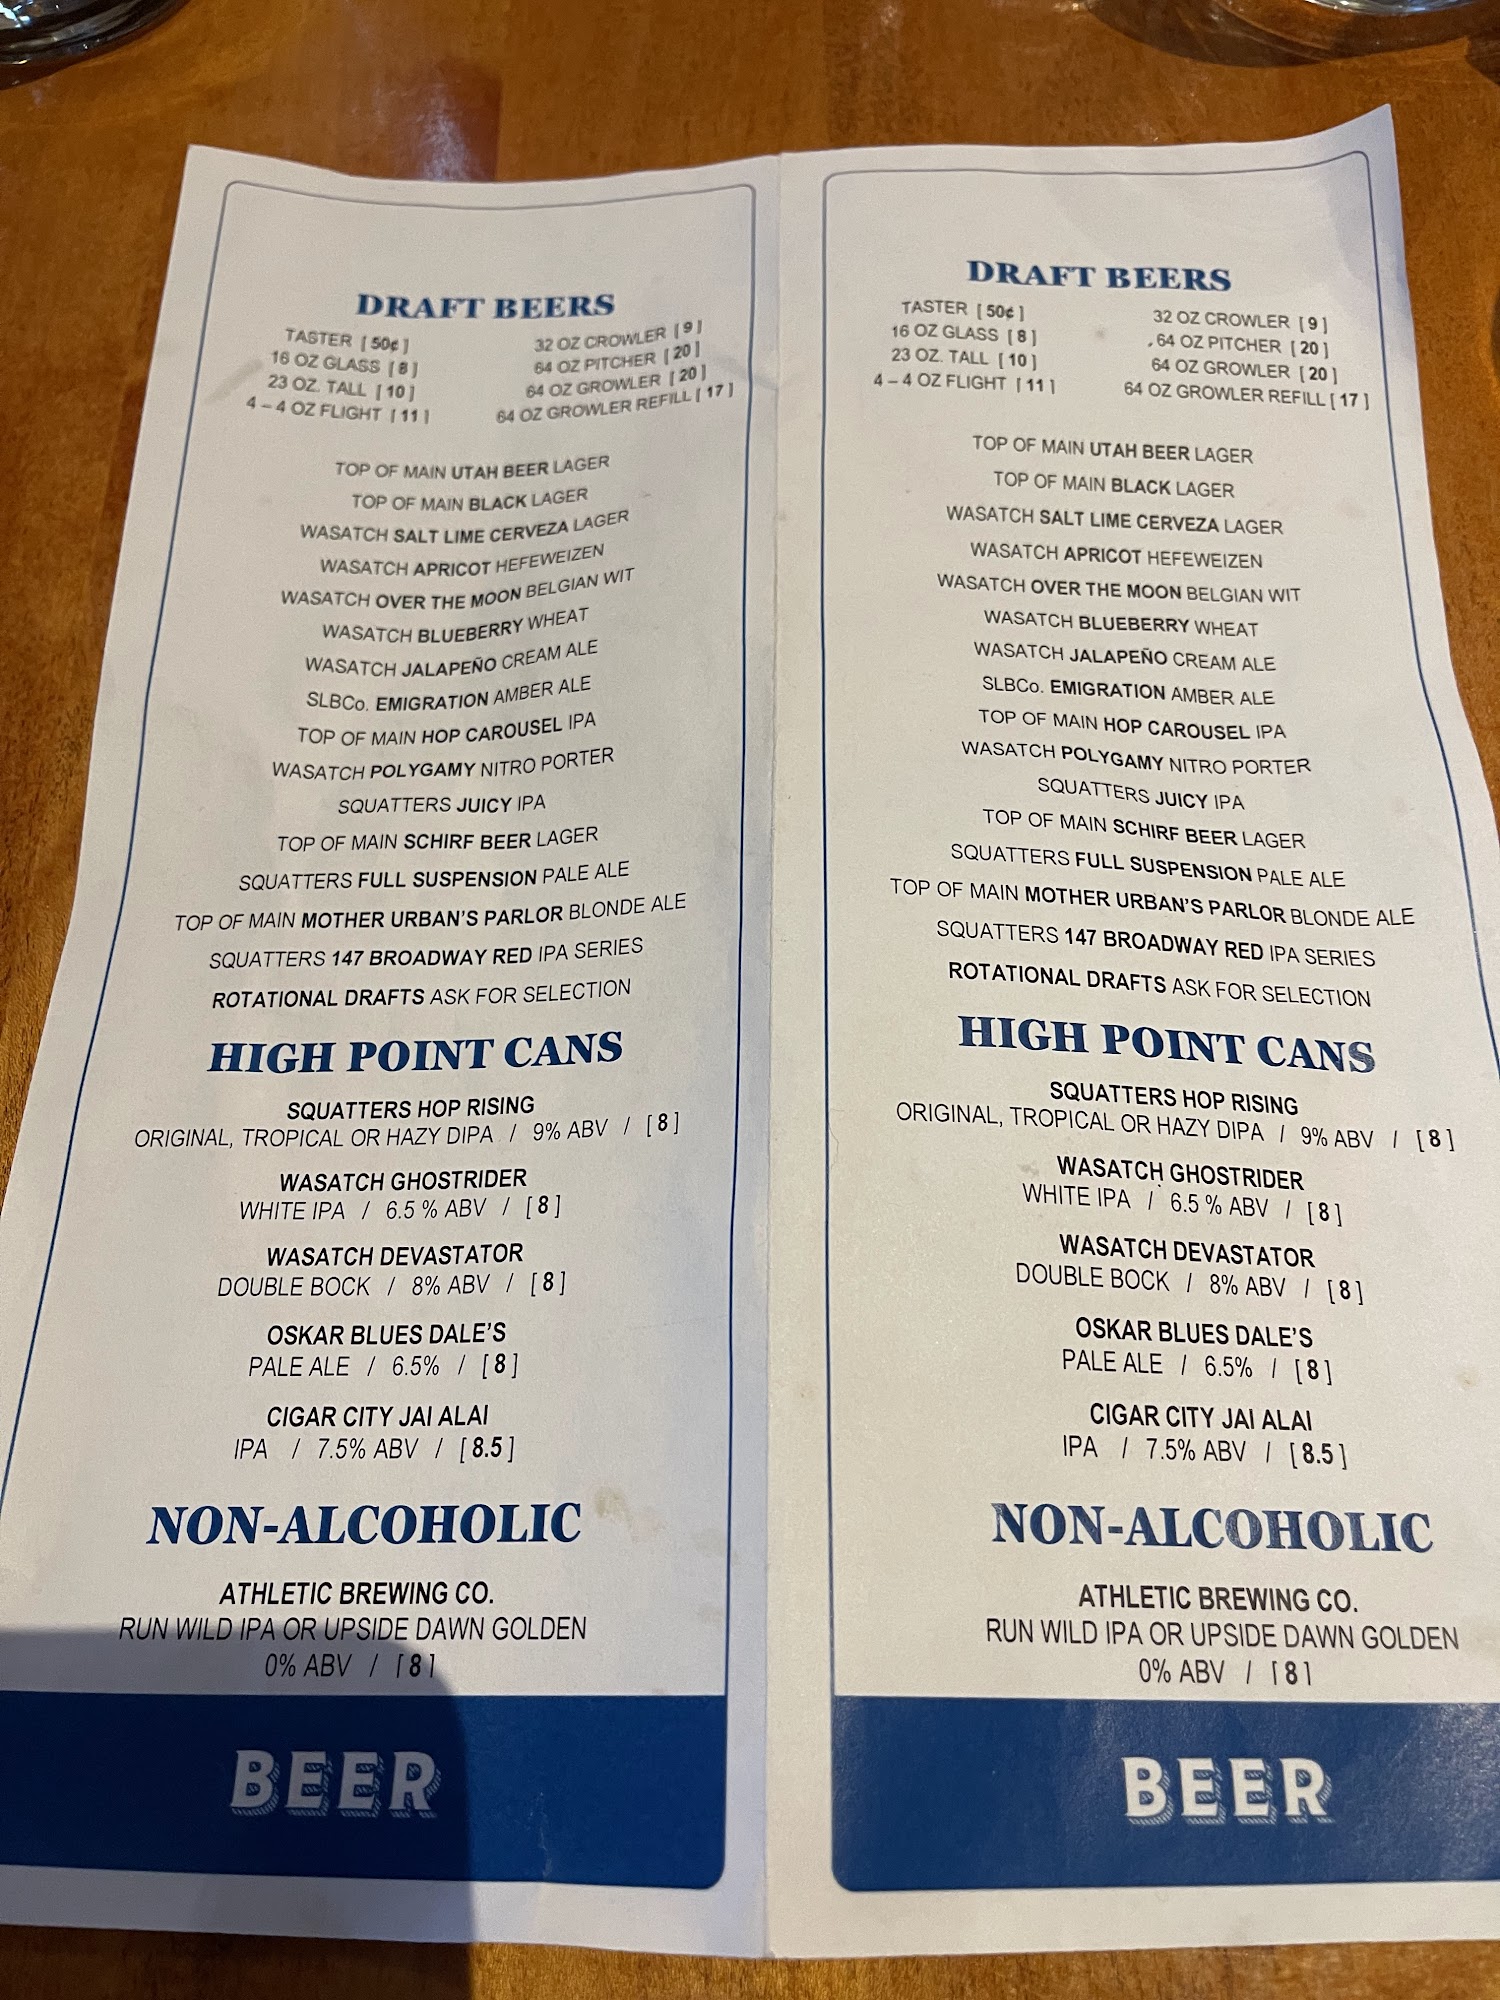 DRAFT BEERS
TASTER [ 50¢ ]
16 OZ GLASS [ 8 ]
23 OZ. TALL [ 10 ]
4 – 4 OZ FLIGHT [ 11 ]
32 OZ CROWLER [ 9 ]
64 OZ PITCHER [ 20 ]
64 OZ GROWLER [ 20 ]
64 OZ GROWLER REFILL [ 17 ]
TOP OF MAIN UTAH BEER LAGER
TOP OF MAIN BLACK LAGER
WASATCH SALT LIME CERVEZA LAGER
WASATCH APRICOT HEFEWEIZEN
WASATCH OVER THE MOON BELGIAN WIT
WASATCH BLUEBERRY WHEAT
WASATCH JALAPEÑO CREAM ALE
SLBCo. EMIGRATION AMBER ALE
TOP OF MAIN HOP CAROUSEL IPA
WASATCH POLYGAMY NITRO PORTER
SQUATTERS JUICY IPA
TOP OF MAIN SCHIRF BEER LAGER
SQUATTERS FULL SUSPENSION PALE ALE
TOP OF MAIN MOTHER URBAN'S PARLOR BLONDE ALE
SQUATTERS 147 BROADWAY RED IPA SERIES
ROTATIONAL DRAFTS ASK FOR SELECTION
HIGH POINT CANS
SQUATTERS HOP RISING
ORIGINAL, TROPICAL OR HAZY DIPA / 9% ABV / [ 8 ]
WASATCH GHOSTRIDER
WHITE IPA / 6.5 % ABV / [ 8 ]
WASATCH DEVASTATOR
DOUBLE BOCK / 8% ABV / [ 8 ]
OSKAR BLUES DALE'S
PALE ALE / 6.5% / [ 8 ]
CIGAR CITY JAI ALAI
IPA / 7.5% ABV / [ 8.5 ]
NON-ALCOHOLIC
ATHLETIC BREWING CO.
RUN WILD IPA OR UPSIDE DAWN GOLDEN
0% ABV / [ 8 ]
BEER
DRAFT BEERS
TASTER [ 50¢ ]
16 OZ GLASS [ 8 ]
23 OZ. TALL [ 10 ]
4 – 4 OZ FLIGHT [ 11 ]
32 OZ CROWLER [ 9 ]
64 OZ PITCHER [ 20 ]
64 OZ GROWLER [ 20 ]
64 OZ GROWLER REFILL [ 17 ]
TOP OF MAIN UTAH BEER LAGER
TOP OF MAIN BLACK LAGER
WASATCH SALT LIME CERVEZA LAGER
WASATCH APRICOT HEFEWEIZEN
WASATCH OVER THE MOON BELGIAN WIT
WASATCH BLUEBERRY WHEAT
WASATCH JALAPEÑO CREAM ALE
SLBCo. EMIGRATION AMBER ALE
TOP OF MAIN HOP CAROUSEL IPA
WASATCH POLYGAMY NITRO PORTER
SQUATTERS JUICY IPA
TOP OF MAIN SCHIRF BEER LAGER
SQUATTERS FULL SUSPENSION PALE ALE
TOP OF MAIN MOTHER URBAN'S PARLOR BLONDE ALE
SQUATTERS 147 BROADWAY RED IPA SERIES
ROTATIONAL DRAFTS ASK FOR SELECTION
HIGH POINT CANS
SQUATTERS HOP RISING
ORIGINAL, TROPICAL OR HAZY DIPA / 9% ABV / [ 8 ]
WASATCH GHOSTRIDER
WHITE IPA / 6.5 % ABV / [ 8 ]
WASATCH DEVASTATOR
DOUBLE BOCK / 8% ABV / [ 8 ]
OSKAR BLUES DALE'S
PALE ALE / 6.5% / [ 8 ]
CIGAR CITY JAI ALAI
IPA / 7.5% ABV / [ 8.5 ]
NON-ALCOHOLIC
ATHLETIC BREWING CO.
RUN WILD IPA OR UPSIDE DAWN GOLDEN
0% ABV / [ 8 ]
BEER